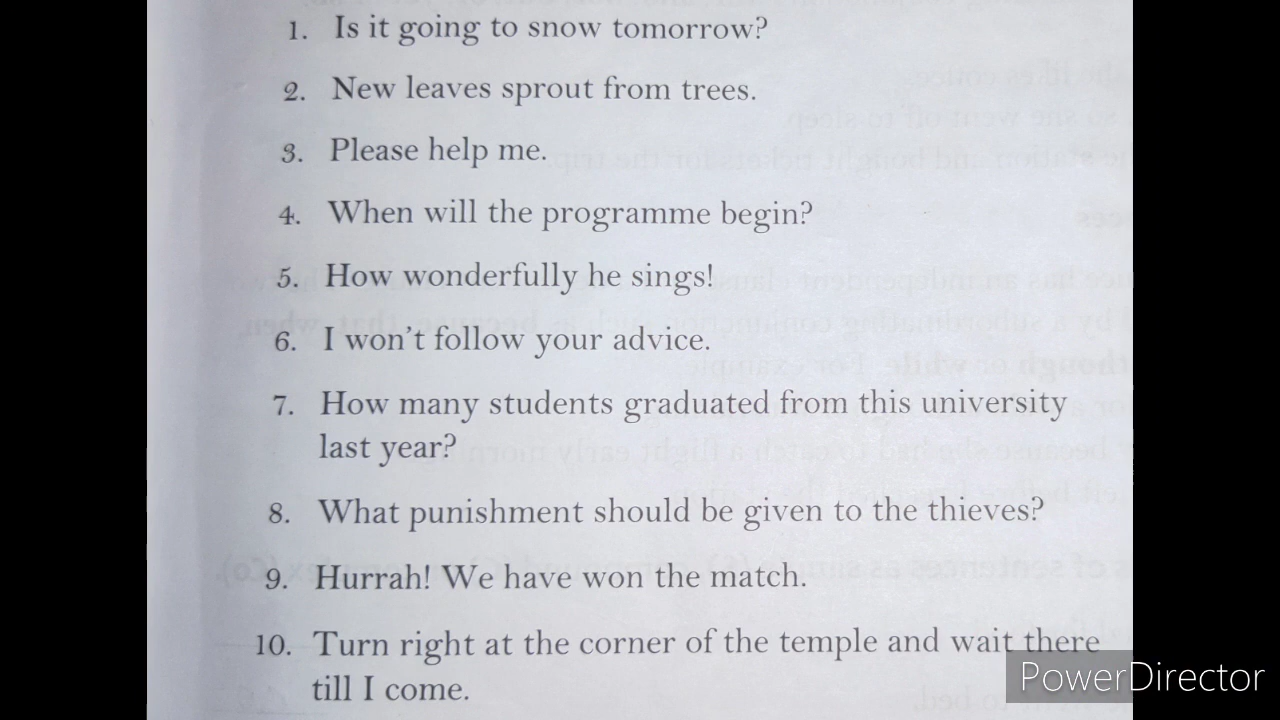 1. Is it going to snow tomorrow?
2. New leaves sprout from trees.
3. Please help me.
4. When will the programme begin?
5. How wonderfully he sings!
6. I won't follow your advice.
7. How many students graduated from this university
last year?
8. What punishment should be given to the thieves?
9. Hurrah! We have won the match.
10. Turn right at the corner of the temple and wait there
till I come.
PowerDirector